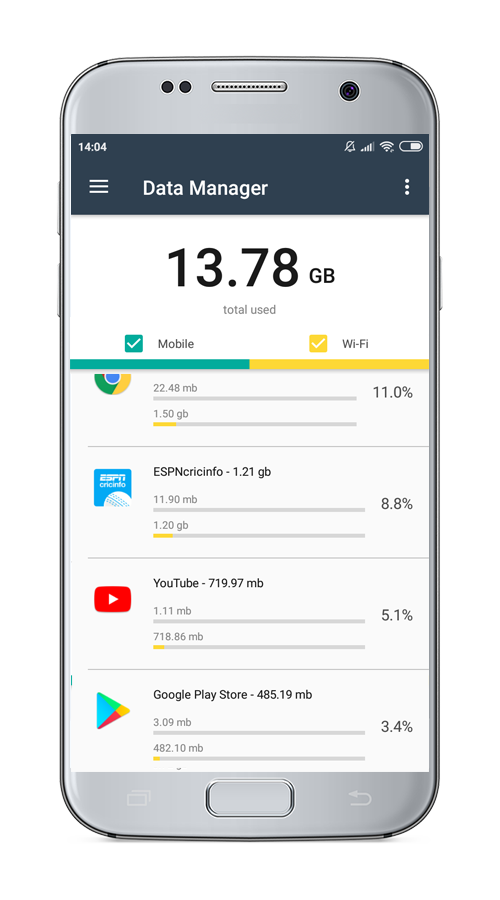 14:04
Data Manager
13.78 GB
total used
Mobile
Wi-Fi
22.48 mb
11.0%
1.50 gb
ESPNcricinfo - 1.21 gb
ESPN
cricinfo
11.90 mb
8.8%
1.20 gb
YouTube - 719.97 mb
1.11 mb
5.1%
718.86 mb
Google Play Store - 485.19 mb
3.09 mb
3.4%
482.10 mb